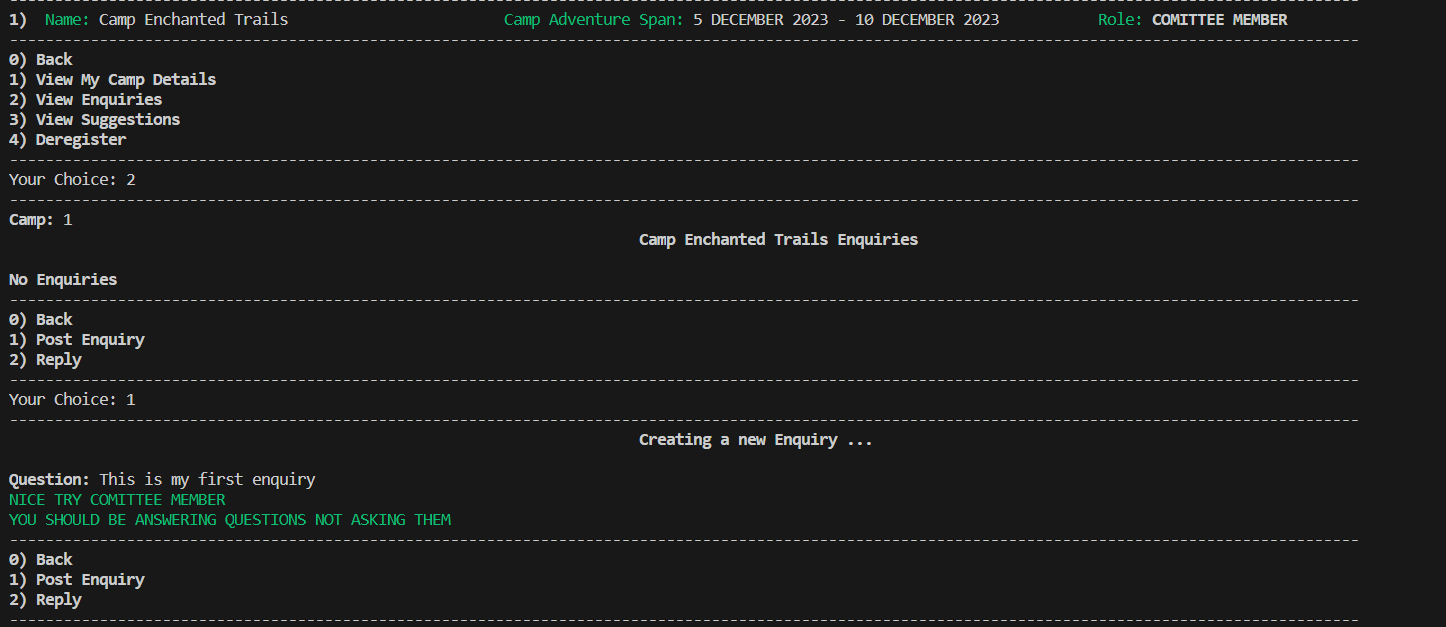 1) Name: Camp Enchanted Trails Camp Adventure Span: 5 DECEMBER 2023 - 10 DECEMBER 2023 Role: COMITTEE MEMBER
0) Back
1) View My Camp Details
2) View Enquiries
3) View Suggestions
4) Deregister
Your Choice: 2
Camp: 1
Camp Enchanted Trails Enquiries
No Enquiries
0) Back
1) Post Enquiry
2) Reply
Your Choice: 1
Creating a new Enquiry ...
Question: This is my first enquiry
NICE TRY COMITTEE MEMBER
YOU SHOULD BE ANSWERING QUESTIONS NOT ASKING THEM
0) Back
1) Post Enquiry
2) Reply